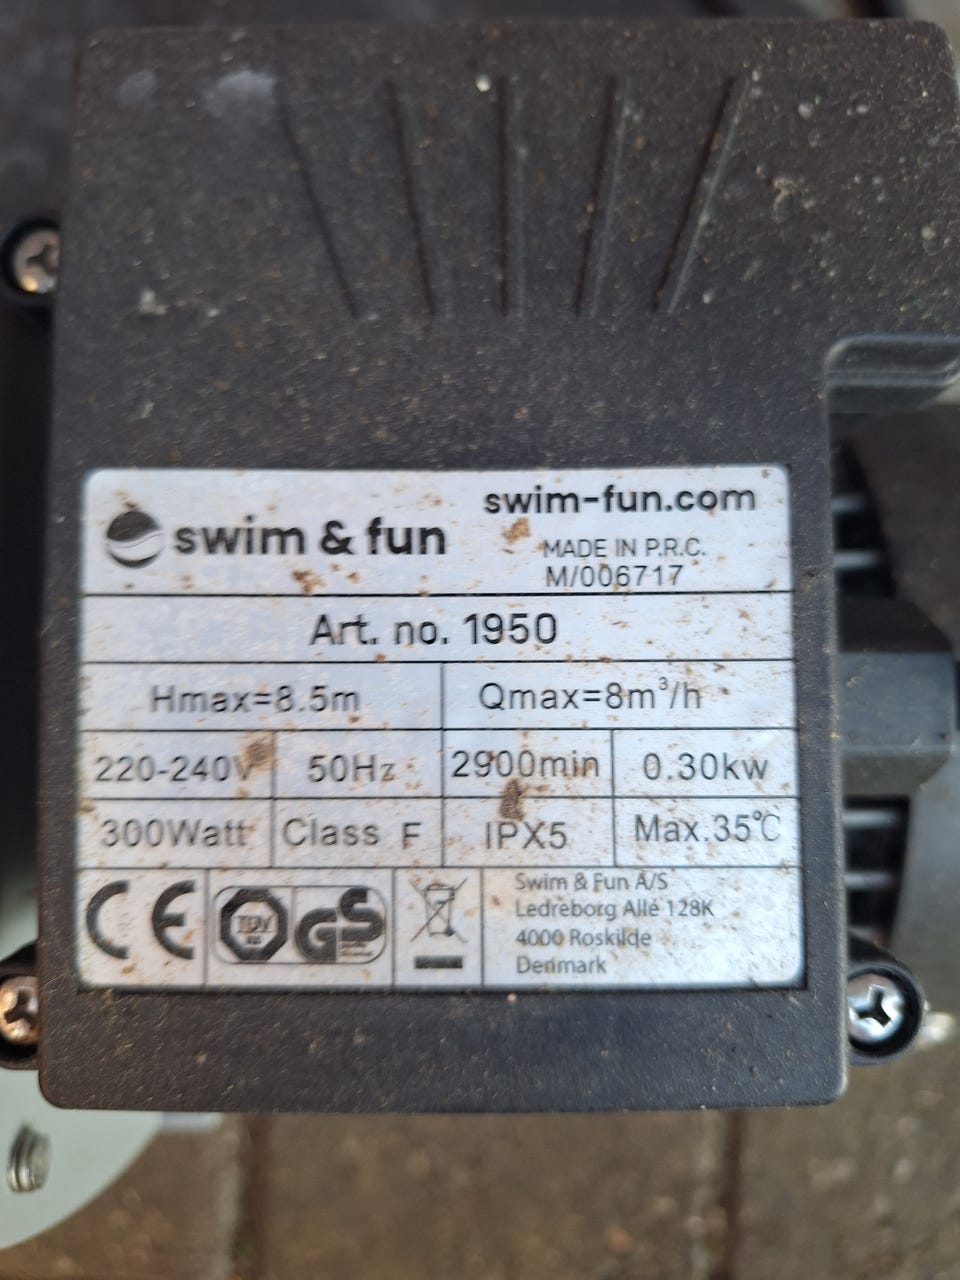 swim & fun
swim-fun.com
MADE IN P.R.C.
M/006717
Art. no. 1950
Hmax=8.5m Qmax=8m³/h
220-240V 50Hz 2900min 0.30kw
300Watt Class F IPX5 Max.35℃
CE TÜV GS
Swim & Fun A/S
Ledreborg Allé 128K
4000 Roskilde
Denmark